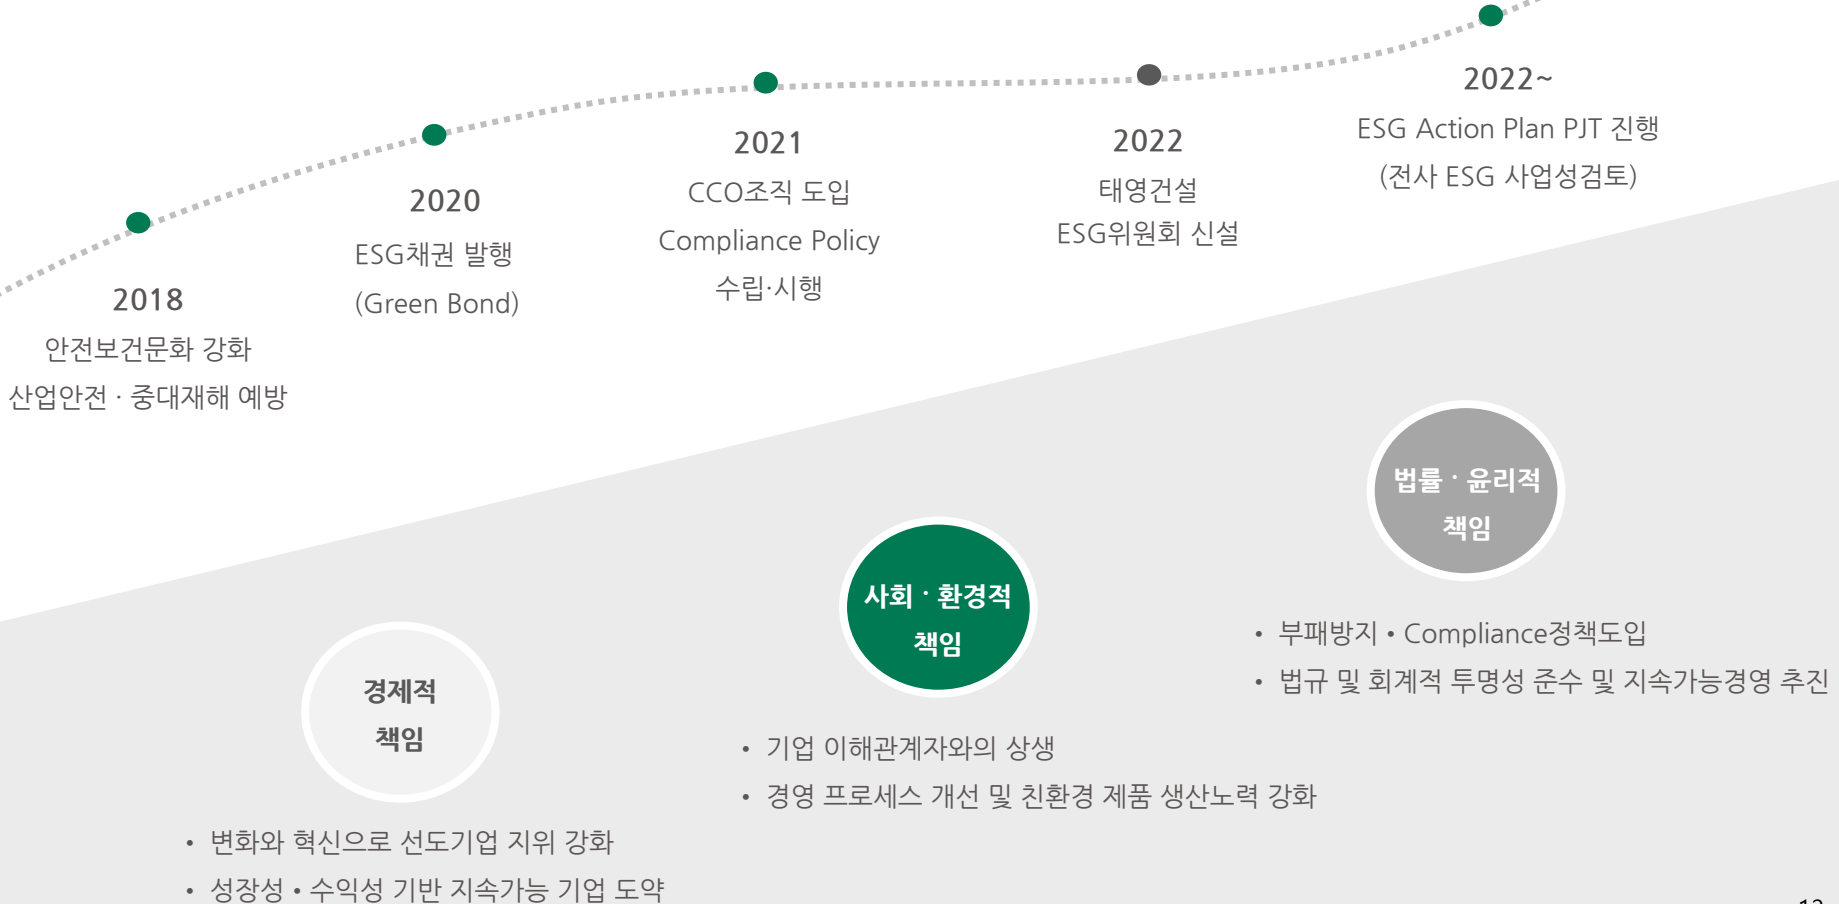 2018
안전보건문화 강화
산업안전 · 중대재해 예방
2020
ESG채권 발행
(Green Bond)
2021
CCO조직 도입
Compliance Policy
수립·시행
2022
태영건설
ESG위원회 신설
2022~
ESG Action Plan PJT 진행
(전사 ESG 사업성검토)
경제적
책임
• 변화와 혁신으로 선도기업 지위 강화
• 성장성 • 수익성 기반 지속가능 기업 도약
사회 · 환경적
책임
• 기업 이해관계자와의 상생
• 경영 프로세스 개선 및 친환경 제품 생산노력 강화
법률 · 윤리적
책임
• 부패방지 • Compliance정책도입
• 법규 및 회계적 투명성 준수 및 지속가능경영 추진